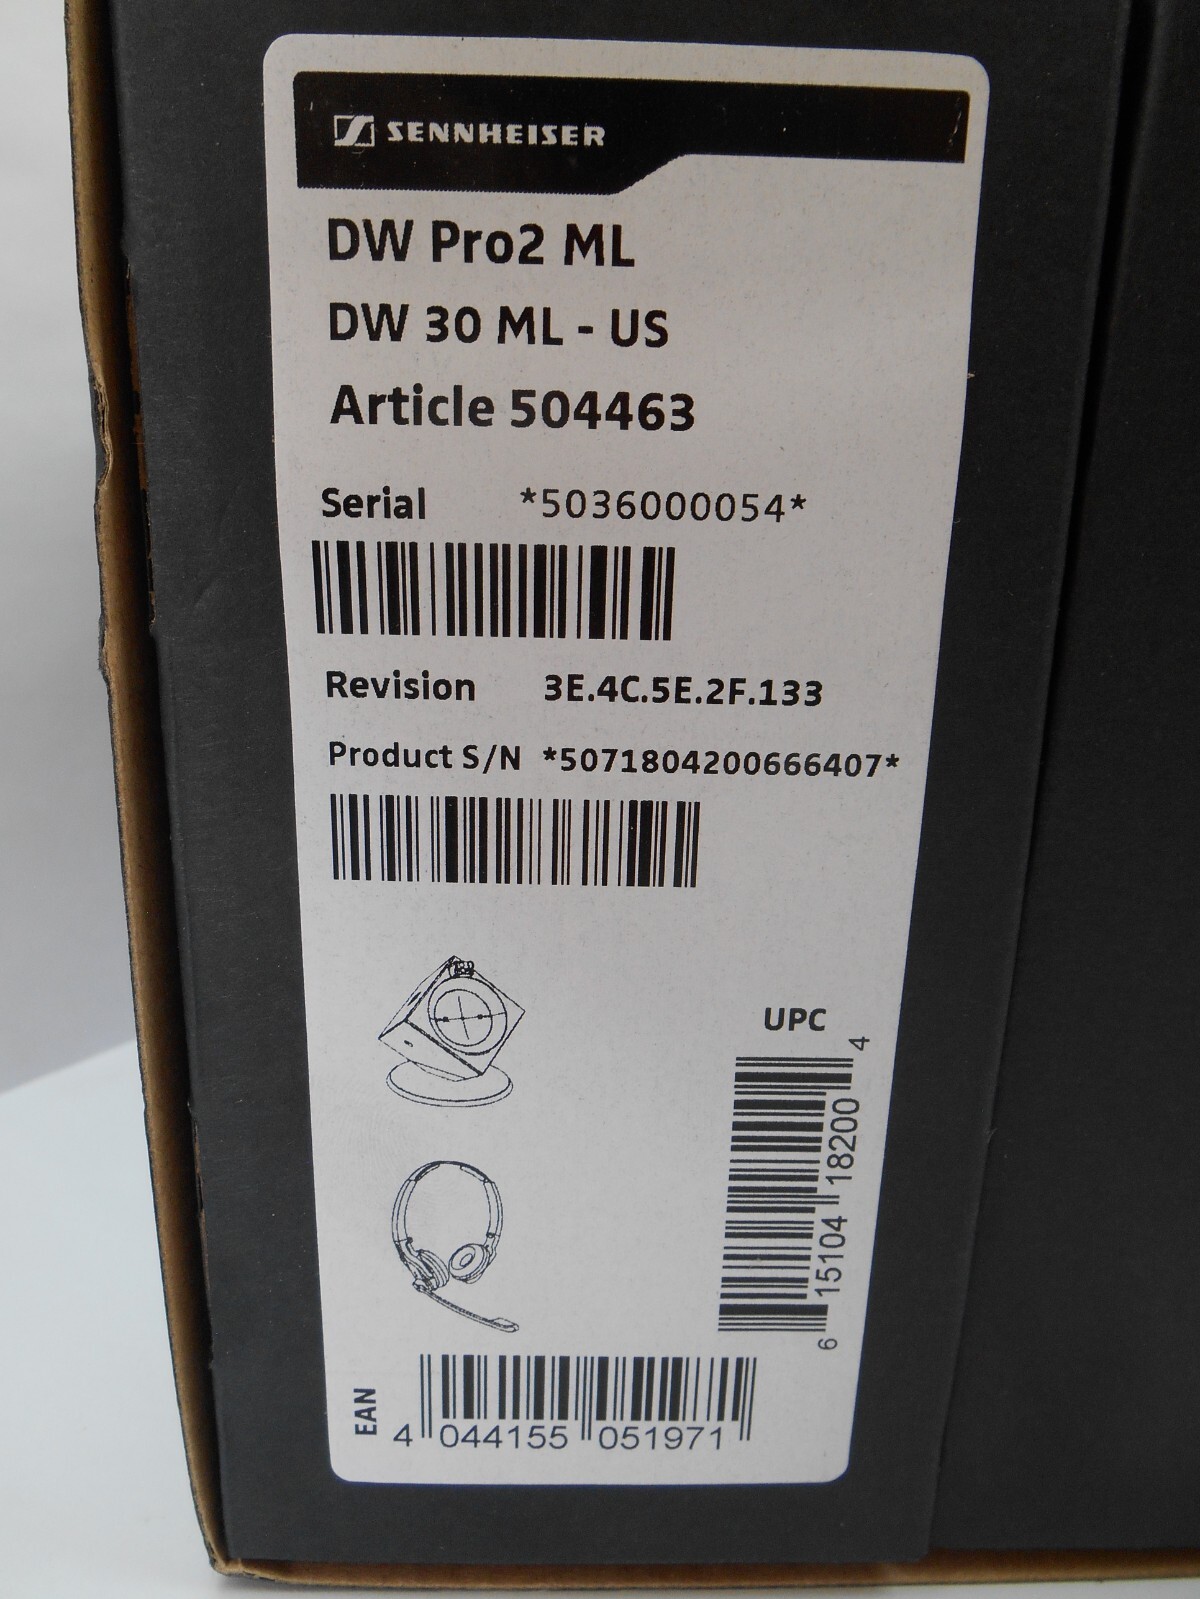 SENNHEISER
DW Pro2 ML
DW 30 ML - US
Article 504463
Serial *5036000054*
Revision 3E.4C.5E.2F.133
Product S/N *5071804200666407*
UPC
6 15104 18200 4
EAN
4 044155 051971